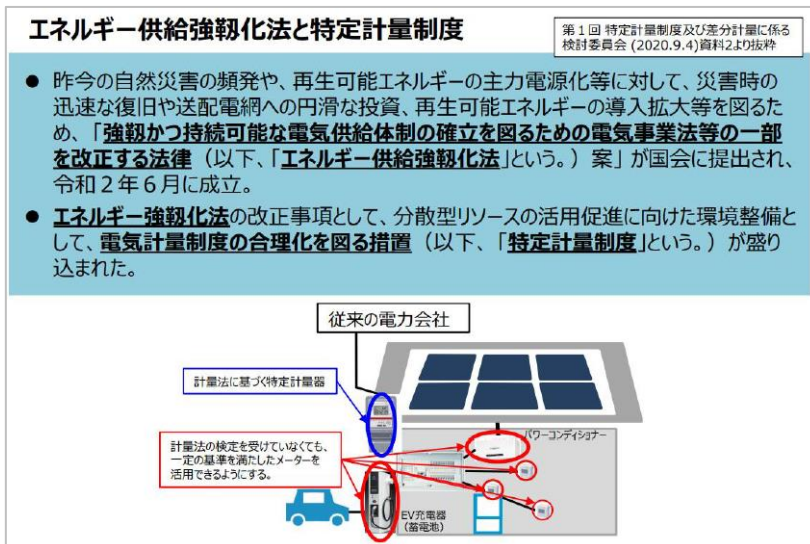 エネルギー供給強靱化法と特定計量制度
第1回 特定計量制度及び差分計量に係る
検討委員会 (2020.9.4)資料2より抜粋
● 昨今の自然災害の頻発や、再生可能エネルギーの主力電源化等に対して、災害時の
迅速な復旧や送配電網への円滑な投資、再生可能エネルギーの導入拡大等を図るた
め、「強靱かつ持続可能な電気供給体制の確立を図るための電気事業法等の一部
を改正する法律（以下、「エネルギー供給強靱化法」という。）案」が国会に提出され、
令和2年6月に成立。
● エネルギー強靱化法の改正事項として、分散型リソースの活用促進に向けた環境整備と
して、電気計量制度の合理化を図る措置（以下、「特定計量制度」という。）が盛り
込まれた。
従来の電力会社
計量法に基づく特定計量器
パワーコンディショナー
計量法の検定を受けていなくても、
一定の基準を満たしたメーターを
活用できるようにする。
EV充電器
（蓄電池）